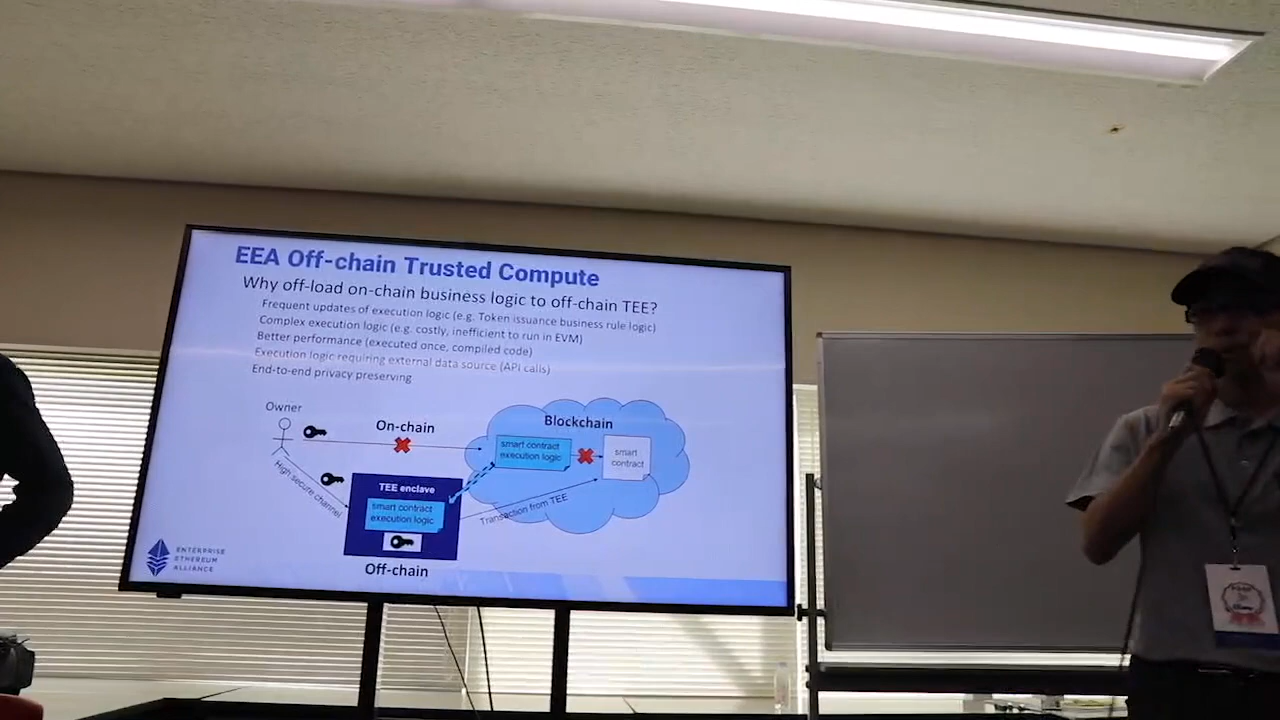 EEA Off-chain Trusted Compute
Why off-load on-chain business logic to off-chain TEE?
Frequent updates of execution logic (e.g. Token issuance business rule logic)
Complex execution logic (e.g. costly, inefficient to run in EVM)
Better performance (executed once, compiled code)
Execution logic requiring external data source (API calls)
End-to-end privacy preserving
Owner
On-chain
Blockchain
smart contract
execution logic
smart
contract
High secure channel
TEE enclave
smart contract
execution logic
Transaction from TEE
Off-chain
ENTERPRISE
ETHEREUM
ALLIANCE